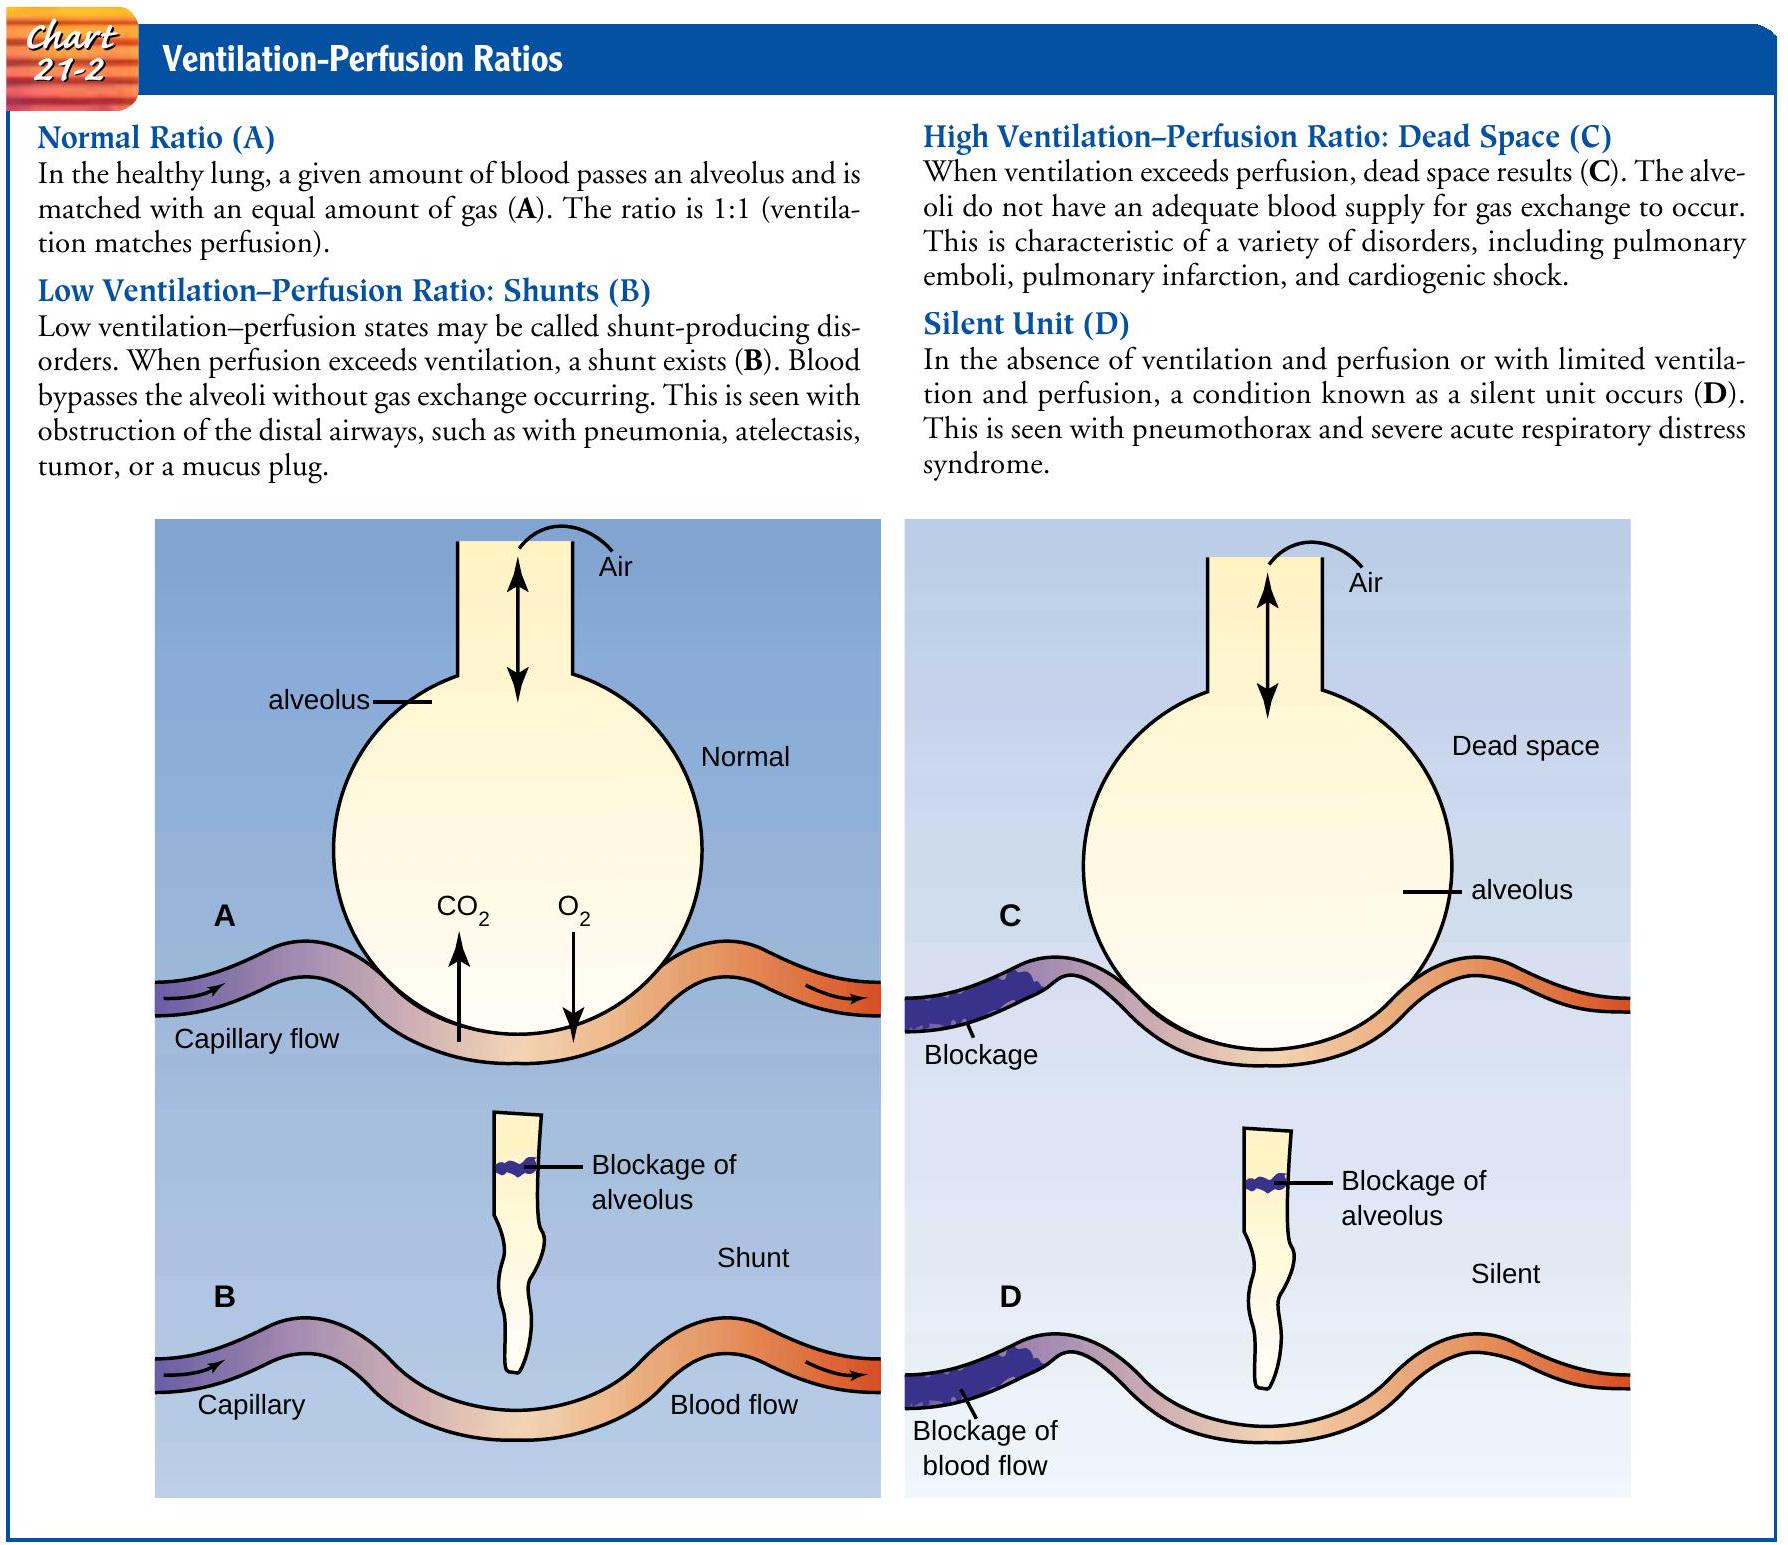 Chart
21-2
Ventilation-Perfusion Ratios
Normal Ratio (A)
In the healthy lung, a given amount of blood passes an alveolus and is
matched with an equal amount of gas (A). The ratio is 1:1 (ventila-
tion matches perfusion).
Low Ventilation–Perfusion Ratio: Shunts (B)
Low ventilation–perfusion states may be called shunt-producing dis-
orders. When perfusion exceeds ventilation, a shunt exists (B). Blood
bypasses the alveoli without gas exchange occurring. This is seen with
obstruction of the distal airways, such as with pneumonia, atelectasis,
tumor, or a mucus plug.
High Ventilation–Perfusion Ratio: Dead Space (C)
When ventilation exceeds perfusion, dead space results (C). The alve-
oli do not have an adequate blood supply for gas exchange to occur.
This is characteristic of a variety of disorders, including pulmonary
emboli, pulmonary infarction, and cardiogenic shock.
Silent Unit (D)
In the absence of ventilation and perfusion or with limited ventila-
tion and perfusion, a condition known as a silent unit occurs (D).
This is seen with pneumothorax and severe acute respiratory distress
syndrome.
Air
alveolus
Normal
CO₂
O₂
A
Capillary flow
Blockage of
alveolus
Shunt
B
Capillary
Blood flow
Air
Dead space
alveolus
C
Blockage
Blockage of
alveolus
Silent
D
Blockage of
blood flow